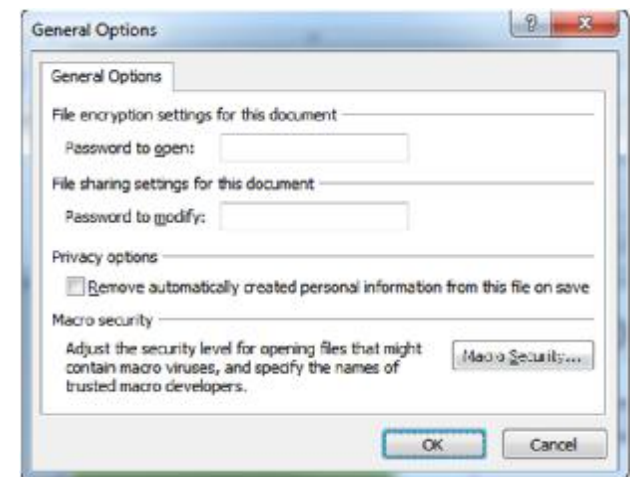 General Options
General Options
File encryption settings for this document
Password to open:
File sharing settings for this document
Password to modify:
Privacy options
Remove automatically created personal information from this file on save
Macro security
Adjust the security level for opening files that might
contain macro viruses, and specify the names of
trusted macro developers.
Macro Security...
OK
Cancel